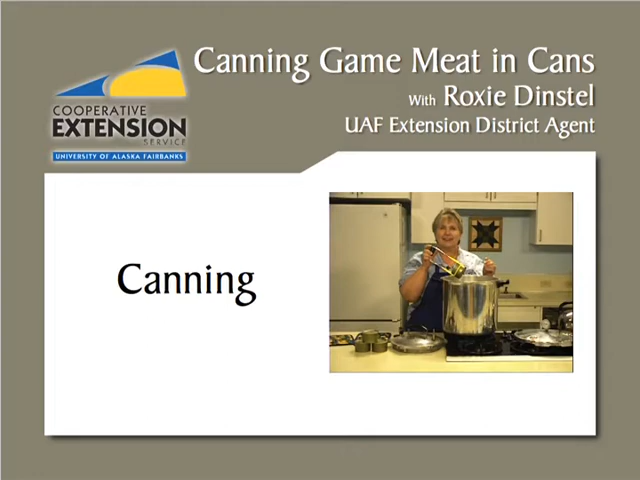 Canning Game Meat in Cans
With Roxie Dinstel
UAF Extension District Agent
COOPERATIVE
EXTENSION
SERVICE
UNIVERSITY OF ALASKA FAIRBANKS
Canning